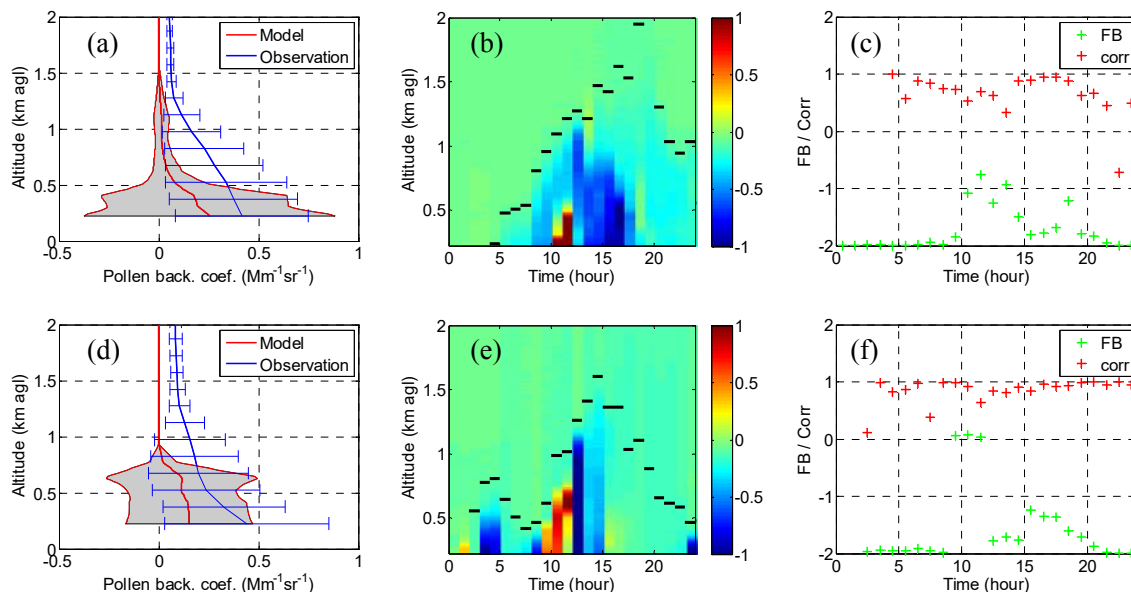 (a)
Model
Observation
2
1.5
1
0.5
0
Altitude (km agl)
-0.5
0
0.5
1
Pollen back. coef. (Mm⁻¹sr⁻¹)
(b)
2
1.5
1
0.5
Altitude (km agl)
0
5
10
15
20
Time (hour)
1
0.5
0
-0.5
-1
(c)
FB
corr
2
1
0
-1
-2
FB / Corr
0
5
10
15
20
Time (hour)
(d)
Model
Observation
2
1.5
1
0.5
0
Altitude (km agl)
-0.5
0
0.5
1
Pollen back. coef. (Mm⁻¹sr⁻¹)
(e)
2
1.5
1
0.5
Altitude (km agl)
0
5
10
15
20
Time (hour)
1
0.5
0
-0.5
-1
(f)
FB
corr
2
1
0
-1
-2
FB / Corr
0
5
10
15
20
Time (hour)